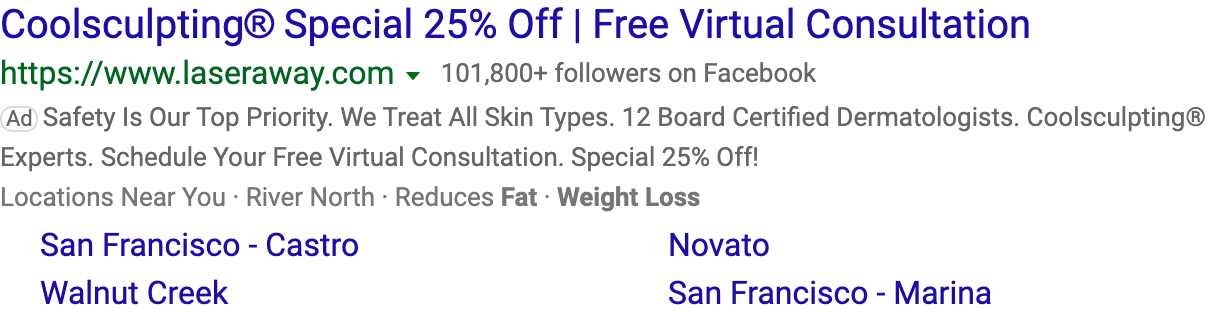 Coolsculpting® Special 25% Off | Free Virtual Consultation
https://www.laseraway.com 101,800+ followers on Facebook
Ad Safety Is Our Top Priority. We Treat All Skin Types. 12 Board Certified Dermatologists. Coolsculpting®
Experts. Schedule Your Free Virtual Consultation. Special 25% Off!
Locations Near You · River North · Reduces Fat · Weight Loss
San Francisco - Castro Novato
Walnut Creek San Francisco - Marina